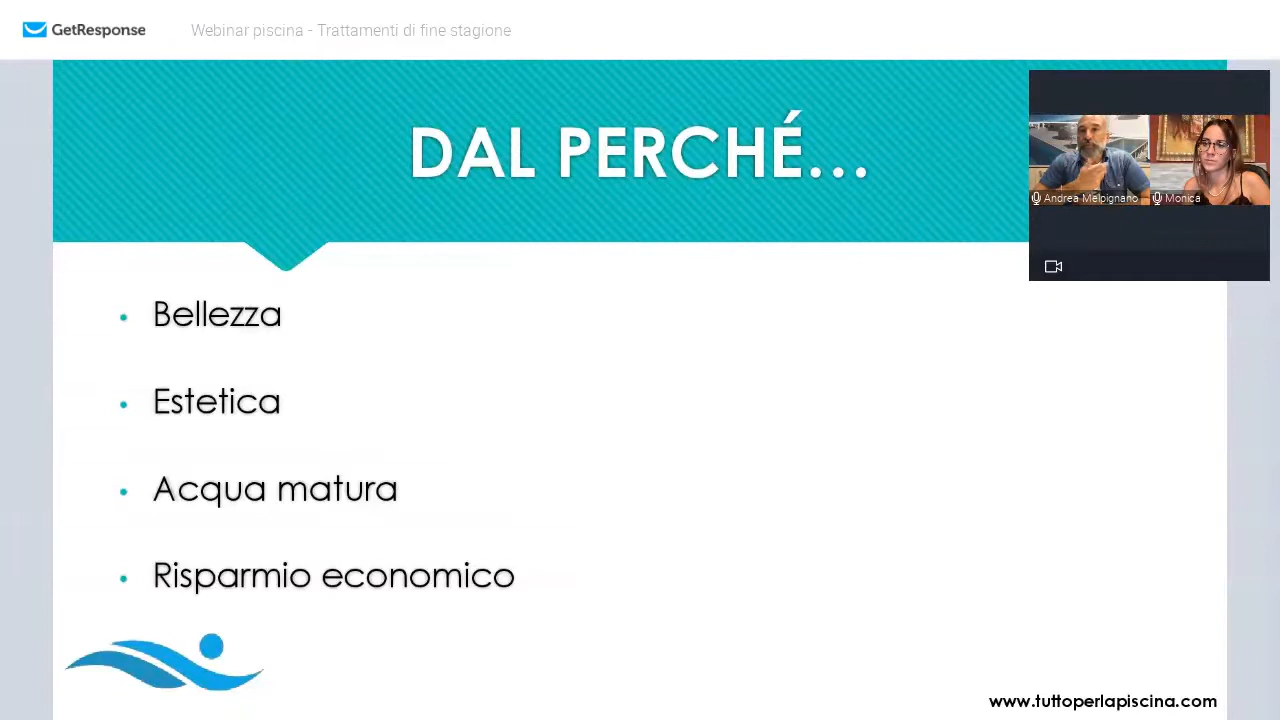 GetResponse
Webinar piscina - Trattamenti di fine stagione
DAL PERCHÉ...
Andrea Melpignano
Monica
• Bellezza
• Estetica
• Acqua matura
• Risparmio economico
www.tuttoperlapiscina.com